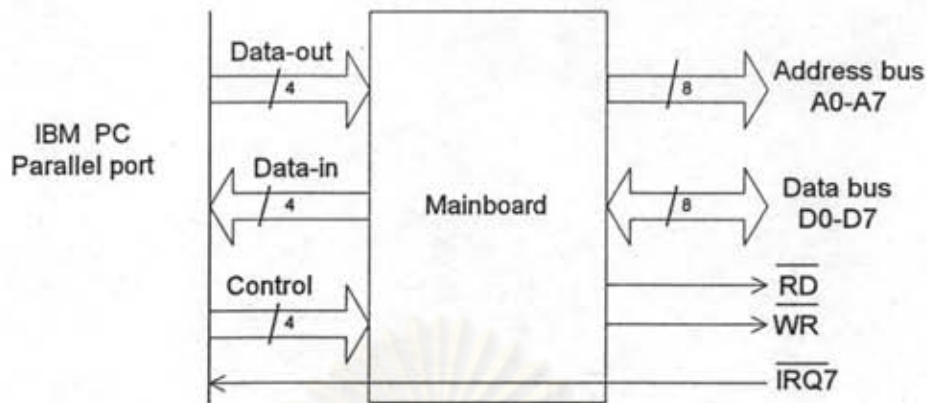 IBM PC
Parallel port
Data-out
4
Data-in
4
Control
4
Mainboard
8
Address bus
A0-A7
8
Data bus
D0-D7
RD
WR
IRQ7